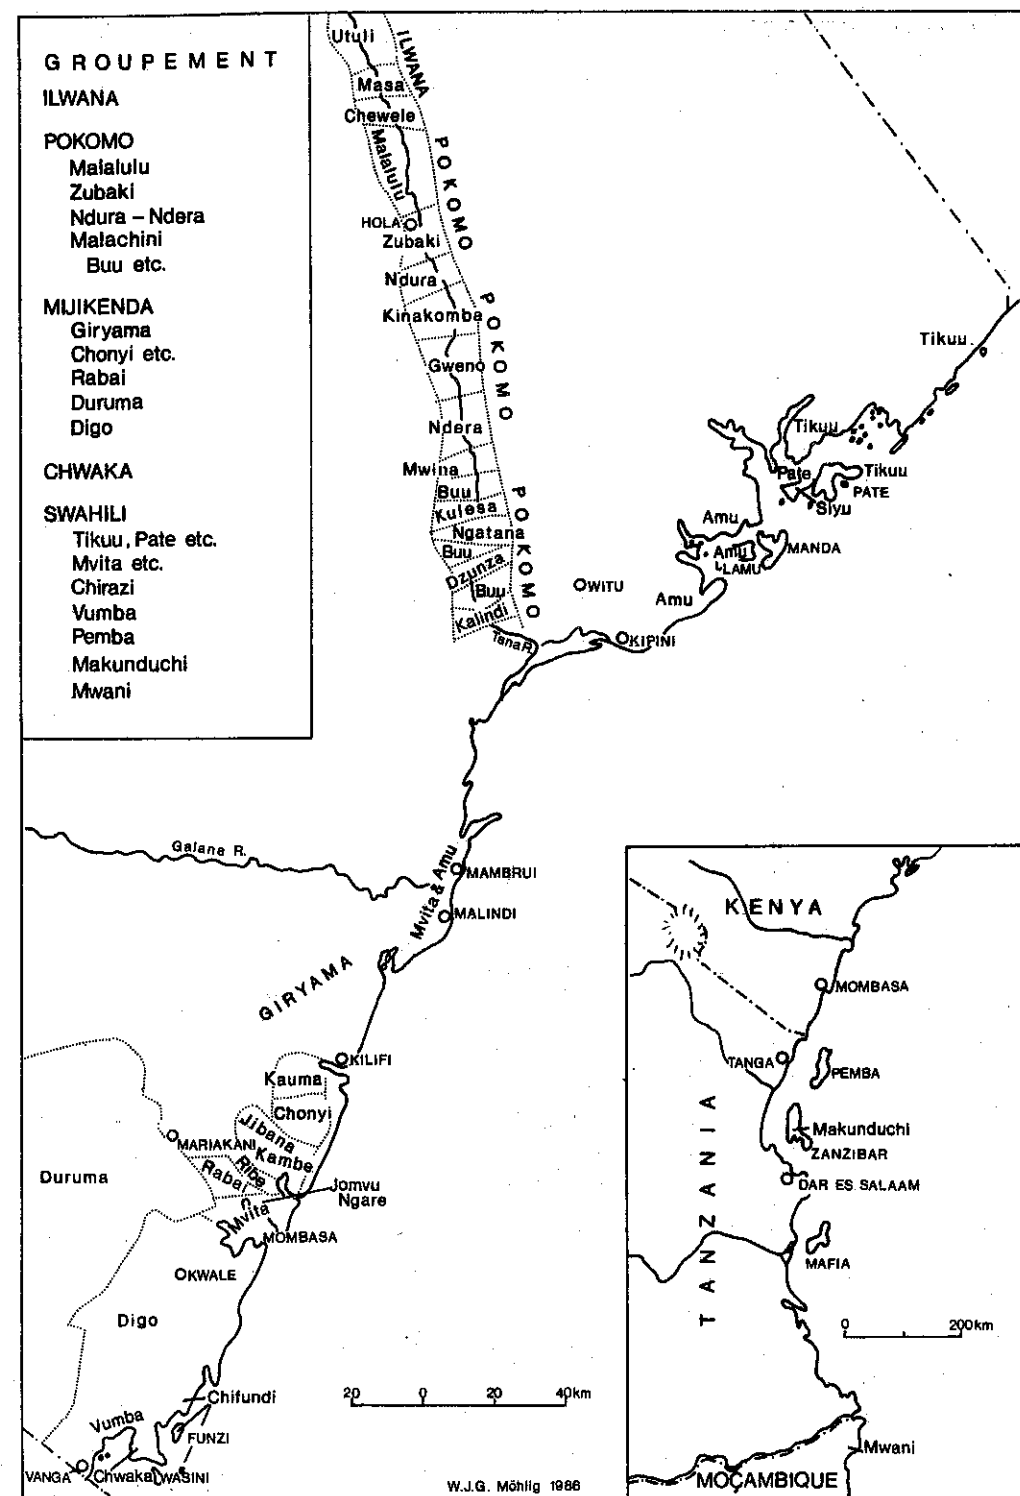 GROUPEMENT
ILWANA
POKOMO
Malalulu
Zubaki
Ndura – Ndera
Malachini
Buu etc.
MIJIKENDA
Giryama
Chonyi etc.
Rabai
Duruma
Digo
CHWAKA
SWAHILI
Tikuu, Pate etc.
Mvita etc.
Chirazi
Vumba
Pemba
Makunduchi
Mwani
Utuli
ILWANA
Masa
Chewele
Malalulu
POKOMO
HOLA
Zubaki
Ndura
Kinakomba
POKOMO
Gweno
Ndera
Mwina
Buu
Kulesa
POKOMO
Ngatana
Buu
Dzunza
Buu
Kalindi
Tana R.
Tikuu
Tikuu
Pate
Tikuu
PATE
Siyu
Amu
Amu
LAMU
MANDA
Amu
WITU
KIPINI
Galana R.
Mvita & Amu
MAMBRUI
MALINDI
GIRYAMA
KILIFI
Kauma
Chonyi
Jibana
MARIAKANI
Kambe
Ribe
Rabai
Duruma
Jomvu
Ngare
Mvita
MOMBASA
KWALE
Digo
Chifundi
Vumba
FUNZI
VANGA
Chwaka
WASINI
20 0 20 40km
W.J.G. Möhlig 1986
KENYA
MOMBASA
TANGA
PEMBA
TANZANIA
Makunduchi
ZANZIBAR
DAR ES SALAAM
MAFIA
0 200km
Mwani
MOÇAMBIQUE